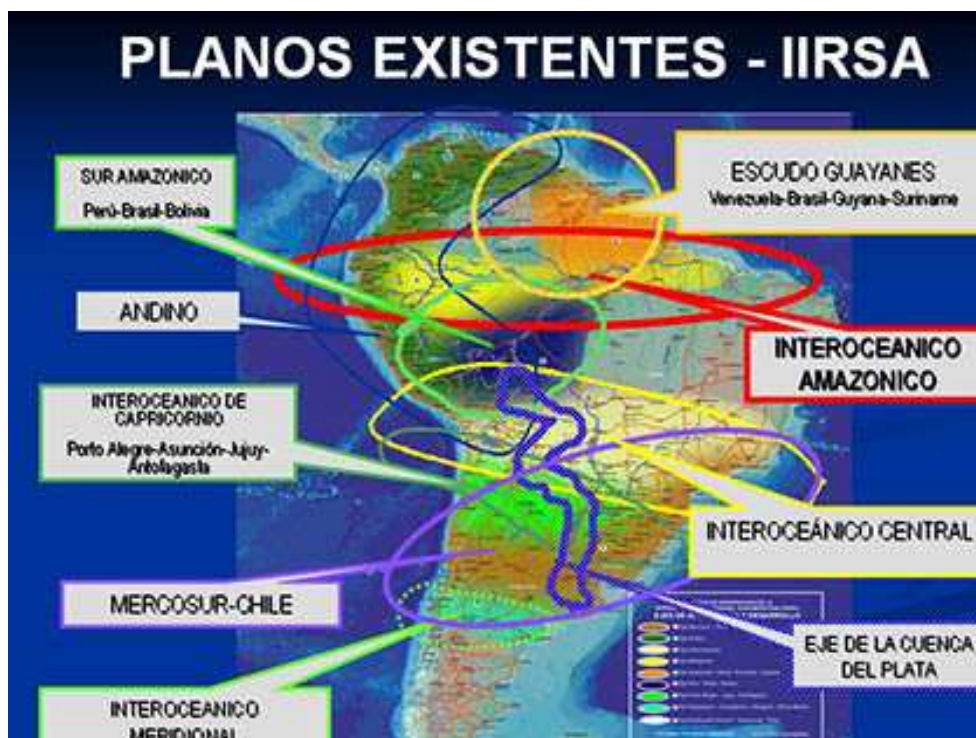 PLANOS EXISTENTES - IIRSA
SUR AMAZONICO
Perú-Brasil-Bolivia
ESCUDO GUAYANES
Venezuela-Brasil-Guyana-Suriname
ANDINO
INTEROCEANICO
AMAZONICO
INTEROCEANICO DE
CAPRICORNIO
Porto Alegre-Asunción-Jujuy-
Antofagasta
INTEROCEÁNICO CENTRAL
MERCOSUR-CHILE
EJE DE LA CUENCA
DEL PLATA
INTEROCEANICO
MERIDIONAL